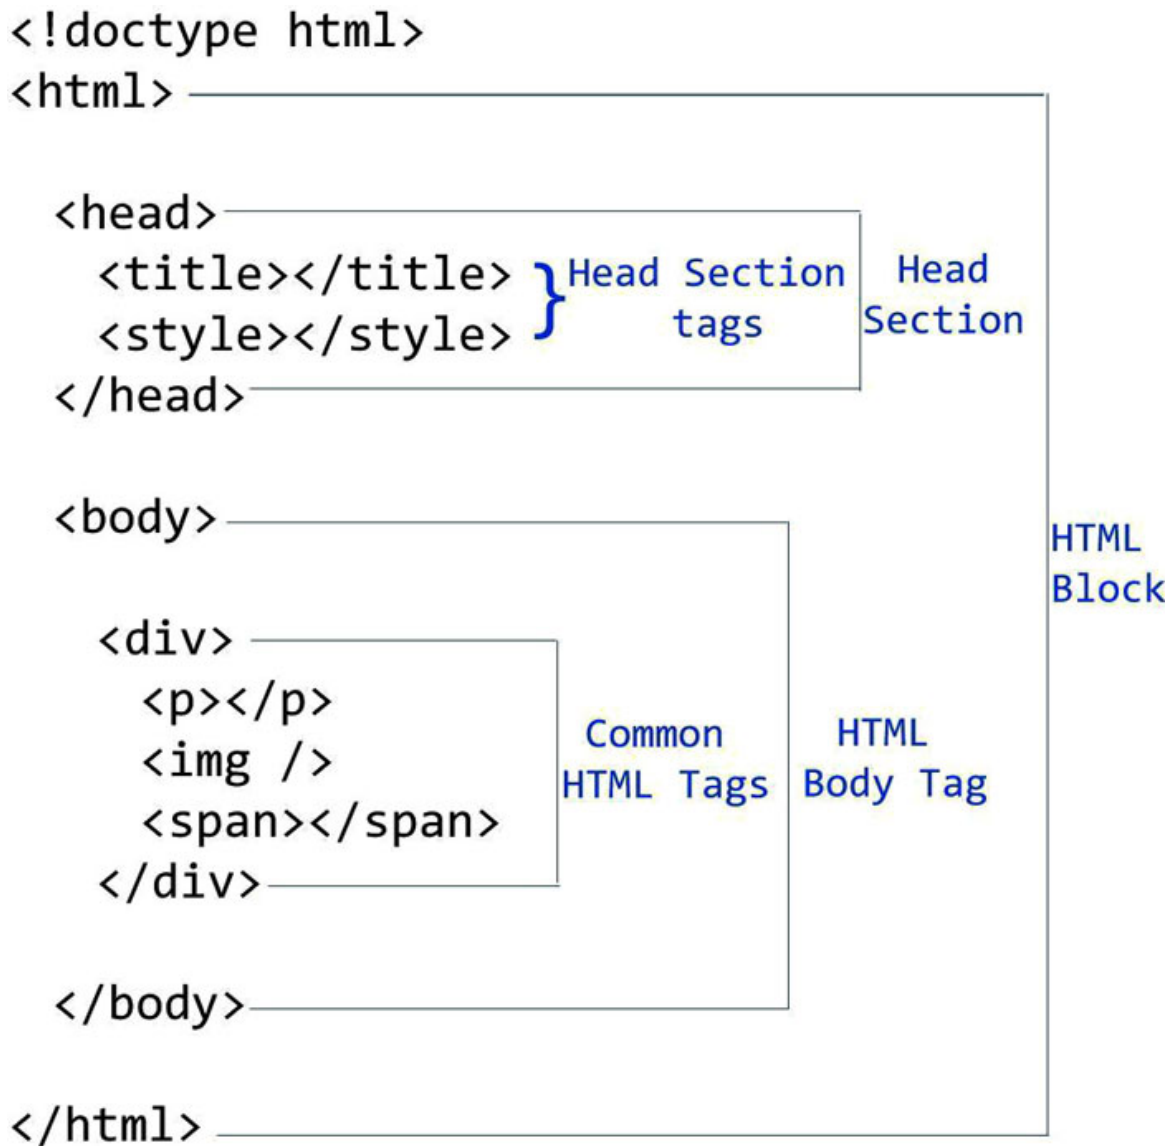 <!doctype html>
<html>
<head>
<title></title>
<style></style>
</head>
} Head Section
tags
Head
Section
<body>
<div>
<p></p>
<img />
<span></span>
</div>
Common
HTML Tags
HTML
Body Tag
</body>
HTML
Block
</html>